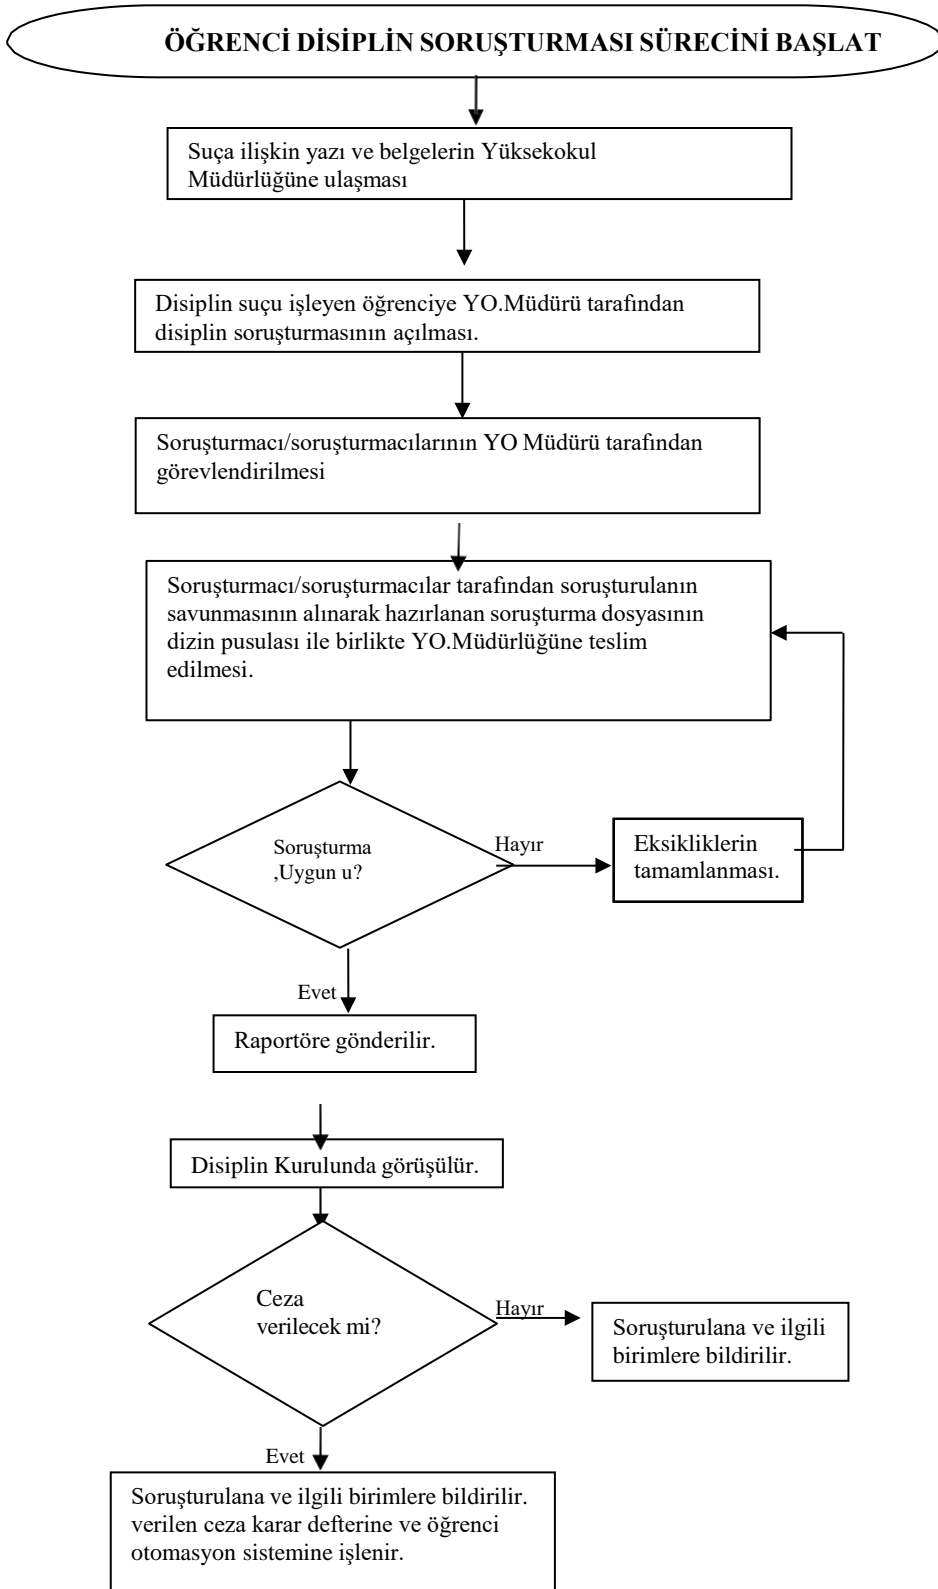 ÖĞRENCİ DİSİPLİN SORUŞTURMASI SÜRECİNİ BAŞLAT
Suça ilişkin yazı ve belgelerin Yüksekokul
Müdürlüğüne ulaşması
Disiplin suçu işleyen öğrenciye YO.Müdürü tarafından
disiplin soruşturmasının açılması.
Soruşturmacı/soruşturmacılarının YO Müdürü tarafından
görevlendirilmesi
Soruşturmacı/soruşturmacılar tarafından soruşturulanın
savunmasının alınarak hazırlanan soruşturma dosyasının
dizin pusulası ile birlikte YO.Müdürlüğüne teslim
edilmesi.
Soruşturma
,Uygun u?
Hayır
Eksikliklerin
tamamlanması.
Evet
Raportöre gönderilir.
Disiplin Kurulunda görüşülür.
Ceza
verilecek mi?
Hayır
Soruşturulana ve ilgili
birimlere bildirilir.
Evet
Soruşturulana ve ilgili birimlere bildirilir.
verilen ceza karar defterine ve öğrenci
otomasyon sistemine işlenir.